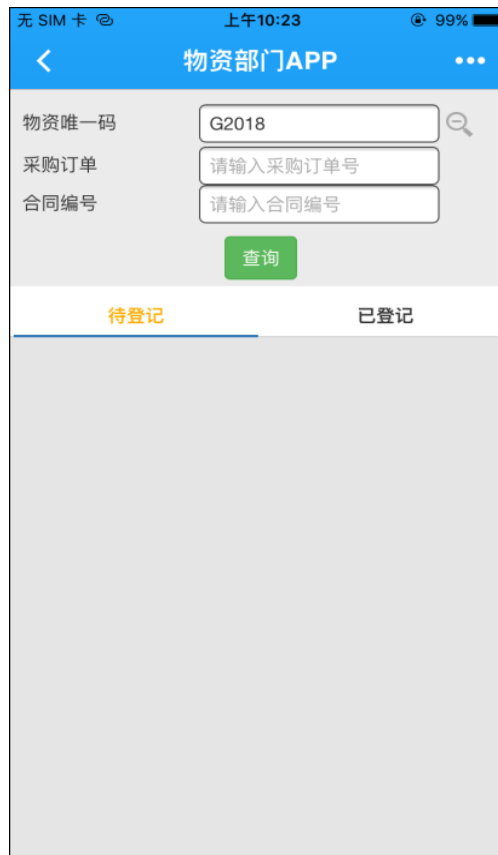 无 SIM 卡 上午10:23 99%
物资部门APP
物资唯一码 G2018
采购订单 请输入采购订单号
合同编号 请输入合同编号
查询
待登记 已登记